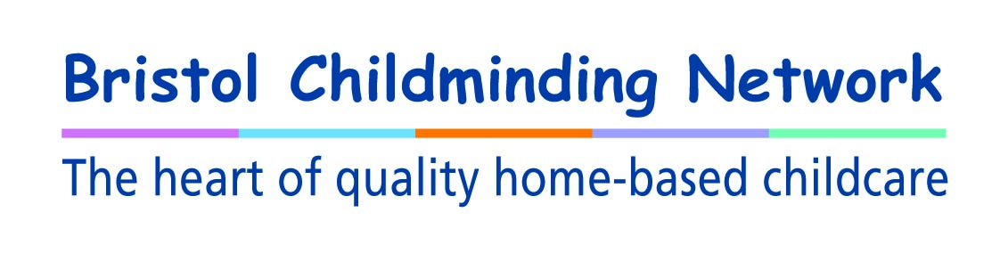 Bristol Childminding Network
The heart of quality home-based childcare